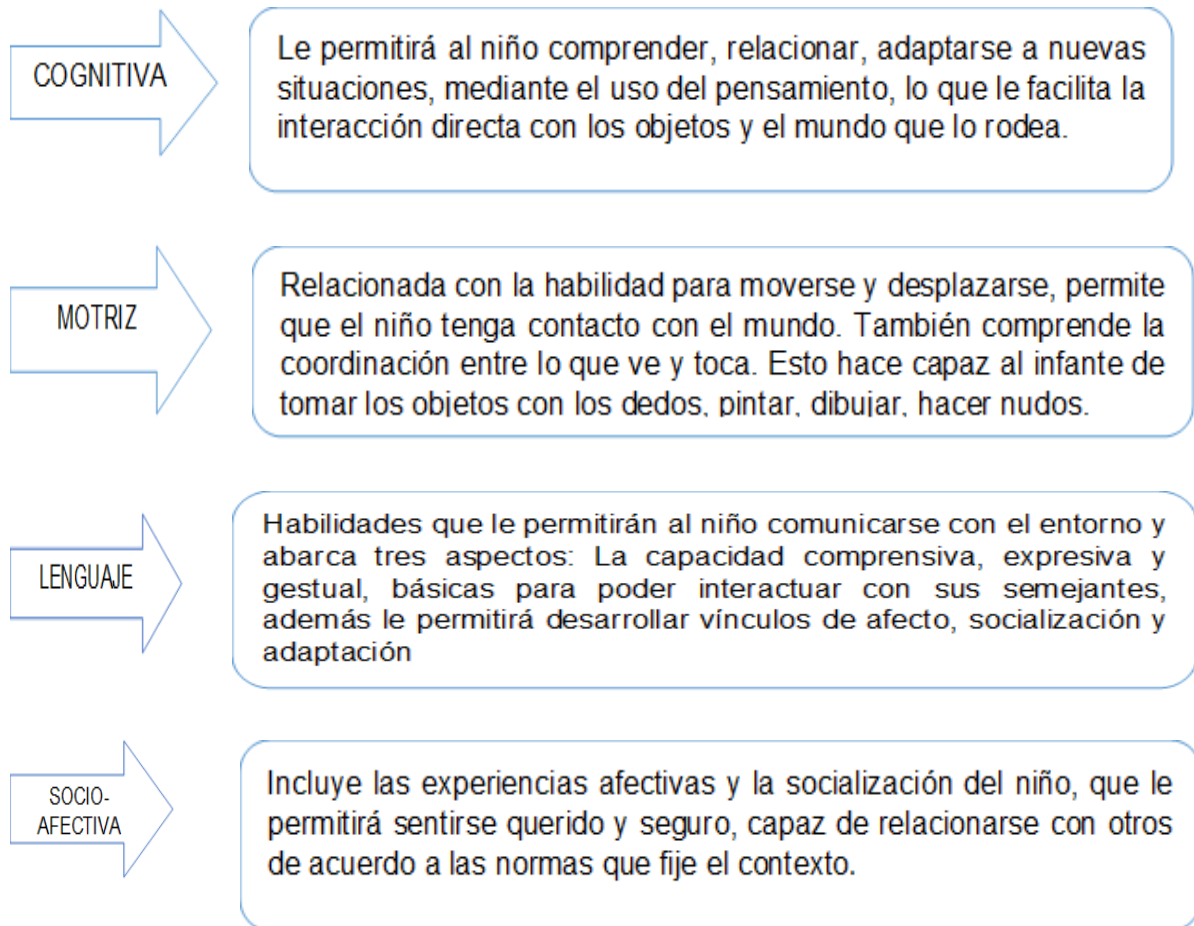 COGNITIVA
Le permitirá al niño comprender, relacionar, adaptarse a nuevas
situaciones, mediante el uso del pensamiento, lo que le facilita la
interacción directa con los objetos y el mundo que lo rodea.
MOTRIZ
Relacionada con la habilidad para moverse y desplazarse, permite
que el niño tenga contacto con el mundo. También comprende la
coordinación entre lo que ve y toca. Esto hace capaz al infante de
tomar los objetos con los dedos, pintar, dibujar, hacer nudos.
LENGUAJE
Habilidades que le permitirán al niño comunicarse con el entorno y
abarca tres aspectos: La capacidad comprensiva, expresiva y
gestual, básicas para poder interactuar con sus semejantes,
además le permitirá desarrollar vínculos de afecto, socialización y
adaptación
SOCIO-
AFECTIVA
Incluye las experiencias afectivas y la socialización del niño, que le
permitirá sentirse querido y seguro, capaz de relacionarse con otros
de acuerdo a las normas que fije el contexto.